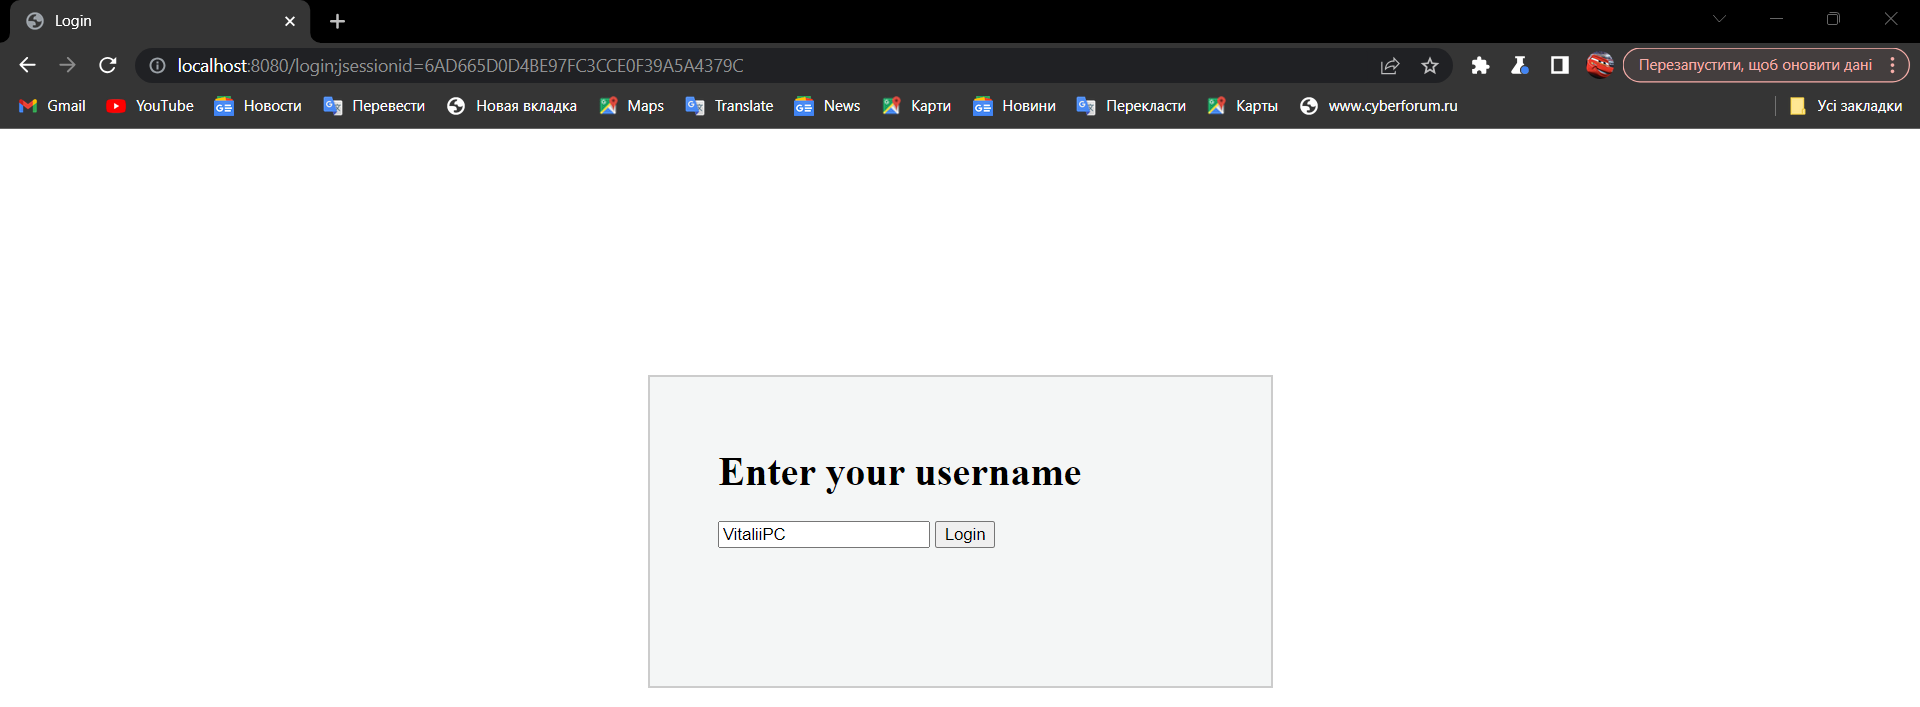 Login
localhost:8080/login;jsessionid=6AD665D0D4BE97FC3CCE0F39A5A4379C
Перезапустити, щоб оновити дані
Gmail YouTube Новости Перевести Новая вкладка Maps Translate News Карти Новини Перекласти Карты www.cyberforum.ru Усі закладки
Enter your username
VitaliiPC Login